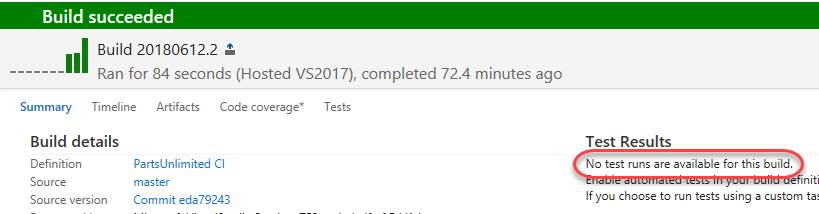 Build succeeded
Build 20180612.2
Ran for 84 seconds (Hosted VS2017), completed 72.4 minutes ago
Summary Timeline Artifacts Code coverage* Tests
Build details
Definition PartsUnlimited CI
Source master
Source version Commit eda79243
Test Results
No test runs are available for this build.
Enable automated tests in your build definiti
If you choose to run tests using a custom tas